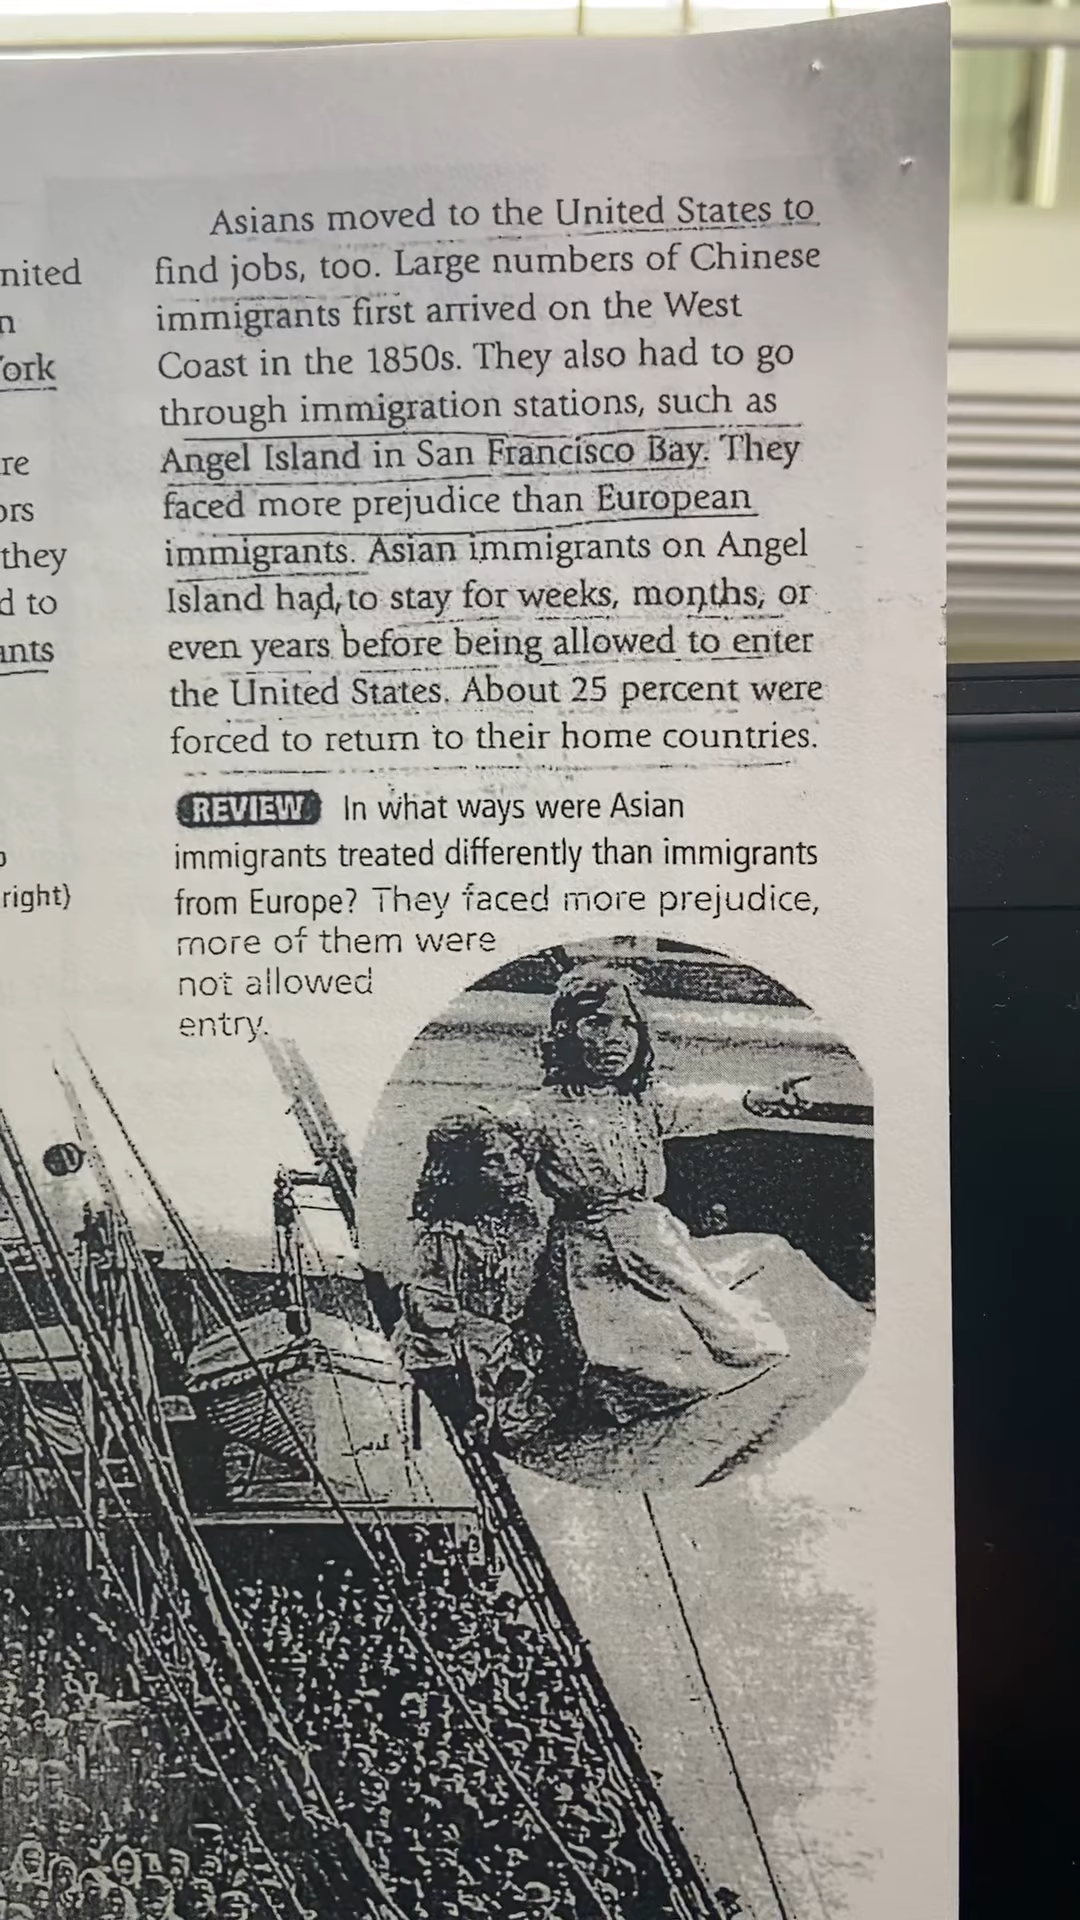 nited
n
ork
re
ors
they
d to
ants
right)
Asians moved to the United States to
find jobs, too. Large numbers of Chinese
immigrants first arrived on the West
Coast in the 1850s. They also had to go
through immigration stations, such as
Angel Island in San Francisco Bay. They
faced more prejudice than European
immigrants. Asian immigrants on Angel
Island had to stay for weeks, months, or
even years before being allowed to enter
the United States. About 25 percent were
forced to return to their home countries.
REVIEW In what ways were Asian
immigrants treated differently than immigrants
from Europe? They faced more prejudice,
more of them were
not allowed
entry.